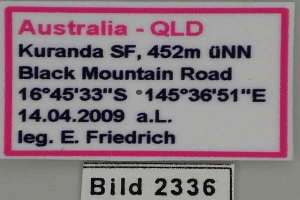 Australia - QLD
Kuranda SF, 452m üNN
Black Mountain Road
16°45'33"S °145°36'51"E
14.04.2009 a.L.
leg. E. Friedrich
Bild 2336